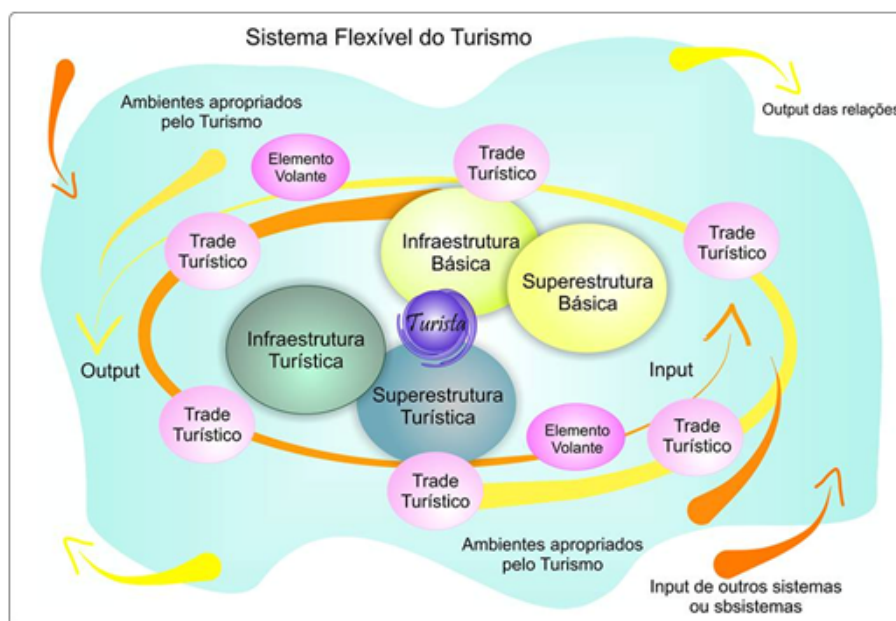 Sistema Flexível do Turismo
Ambientes apropriados
pelo Turismo
Output das relações
Elemento
Volante
Trade
Turístico
Trade
Turístico
Trade
Turístico
Infraestrutura
Básica
Superestrutura
Básica
Turista
Infraestrutura
Turística
Output
Input
Superestrutura
Turística
Trade
Turístico
Elemento
Volante
Trade
Turístico
Trade
Turístico
Ambientes apropriados
pelo Turismo
Input de outros sistemas
ou sbsistemas